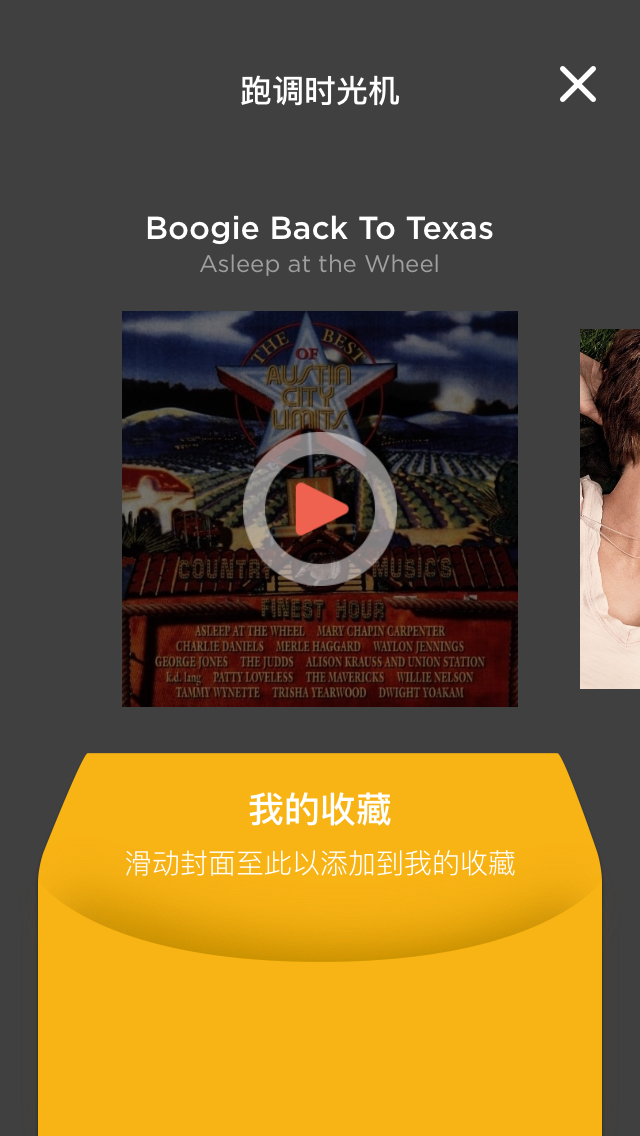 跑调时光机
Boogie Back To Texas
Asleep at the Wheel
THE BEST
OF
AUSTIN
CITY
LIMITS
COUNTRY MUSIC'S
FINEST HOUR
ASLEEP AT THE WHEEL MARY CHAPIN CARPENTER
CHARLIE DANIELS MERLE HAGGARD WAYLON JENNINGS
GEORGE JONES THE JUDDS ALISON KRAUSS AND UNION STATION
k.d. lang PATTY LOVELESS THE MAVERICKS WILLIE NELSON
TAMMY WYNETTE TRISHA YEARWOOD DWIGHT YOAKAM
我的收藏
滑动封面至此以添加到我的收藏